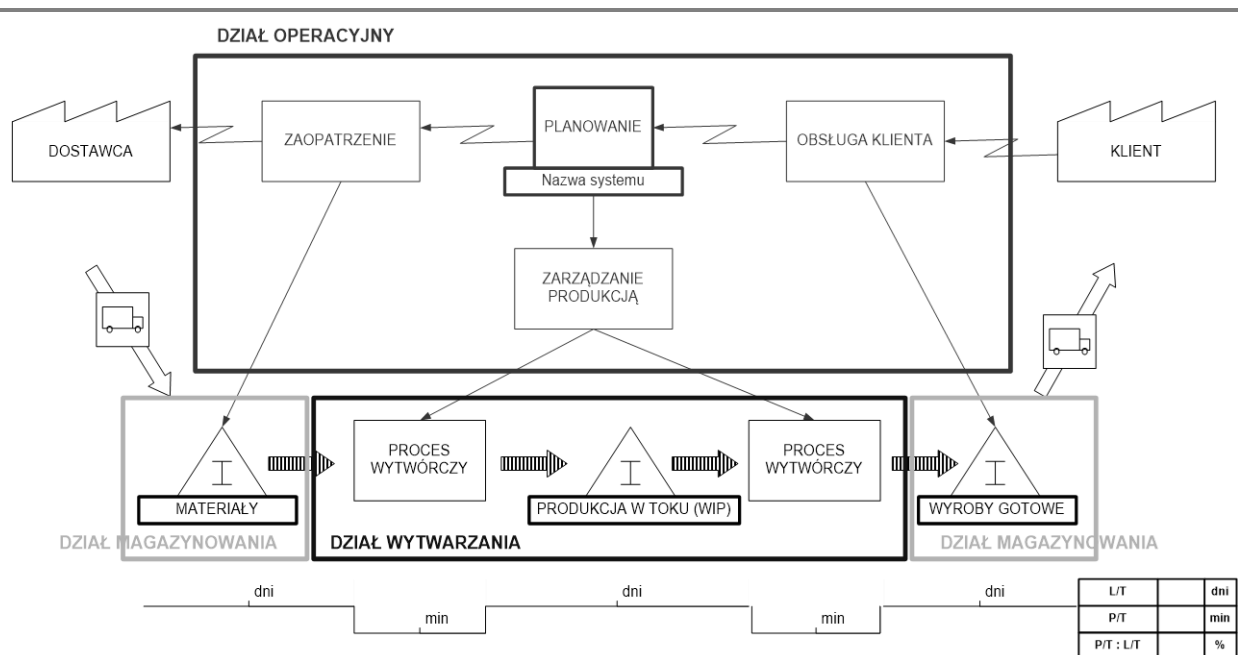 DZIAŁ OPERACYJNY
DOSTAWCA
ZAOPATRZENIE
PLANOWANIE
Nazwa systemu
OBSŁUGA KLIENTA
KLIENT
ZARZĄDZANIE
PRODUKCJĄ
MATERIAŁY
PROCES
WYTWÓRCZY
PRODUKCJA W TOKU (WIP)
PROCES
WYTWÓRCZY
WYROBY GOTOWE
DZIAŁ MAGAZYNOWANIA
DZIAŁ WYTWARZANIA
DZIAŁ MAGAZYNOWANIA
dni
min
dni
min
dni
L/T dni
P/T min
P/T : L/T %